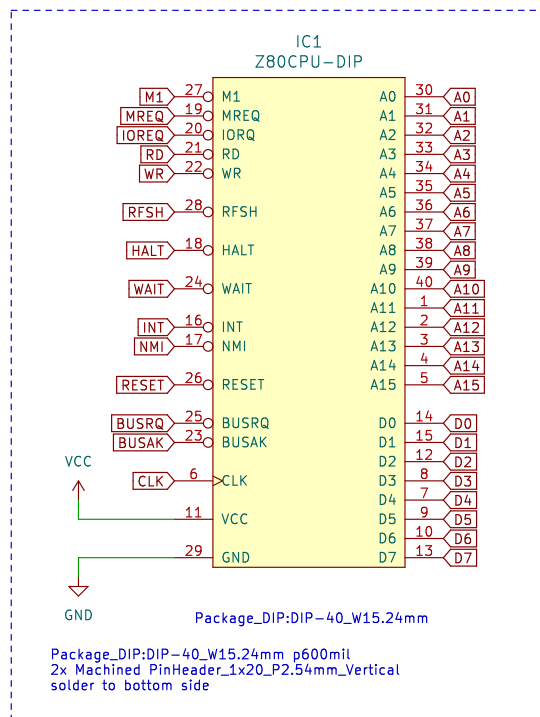 IC1
Z80CPU-DIP
M1 27 M1 A0 30 A0
MREQ 19 MREQ A1 31 A1
IOREQ 20 IORQ A2 32 A2
RD 21 RD A3 33 A3
WR 22 WR A4 34 A4
A5 35 A5
RFSH 28 RFSH A6 36 A6
A7 37 A7
HALT 18 HALT A8 38 A8
A9 39 A9
WAIT 24 WAIT A10 40 A10
A11 1 A11
INT 16 INT A12 2 A12
NMI 17 NMI A13 3 A13
A14 4 A14
RESET 26 RESET A15 5 A15
BUSRQ 25 BUSRQ D0 14 D0
BUSAK 23 BUSAK D1 15 D1
VCC D2 12 D2
CLK 6 CLK D3 8 D3
D4 7 D4
11 VCC D5 9 D5
D6 10 D6
29 GND D7 13 D7
GND
Package_DIP:DIP-40_W15.24mm
Package_DIP:DIP-40_W15.24mm p600mil
2x Machined PinHeader_1x20_P2.54mm_Vertical
solder to bottom side